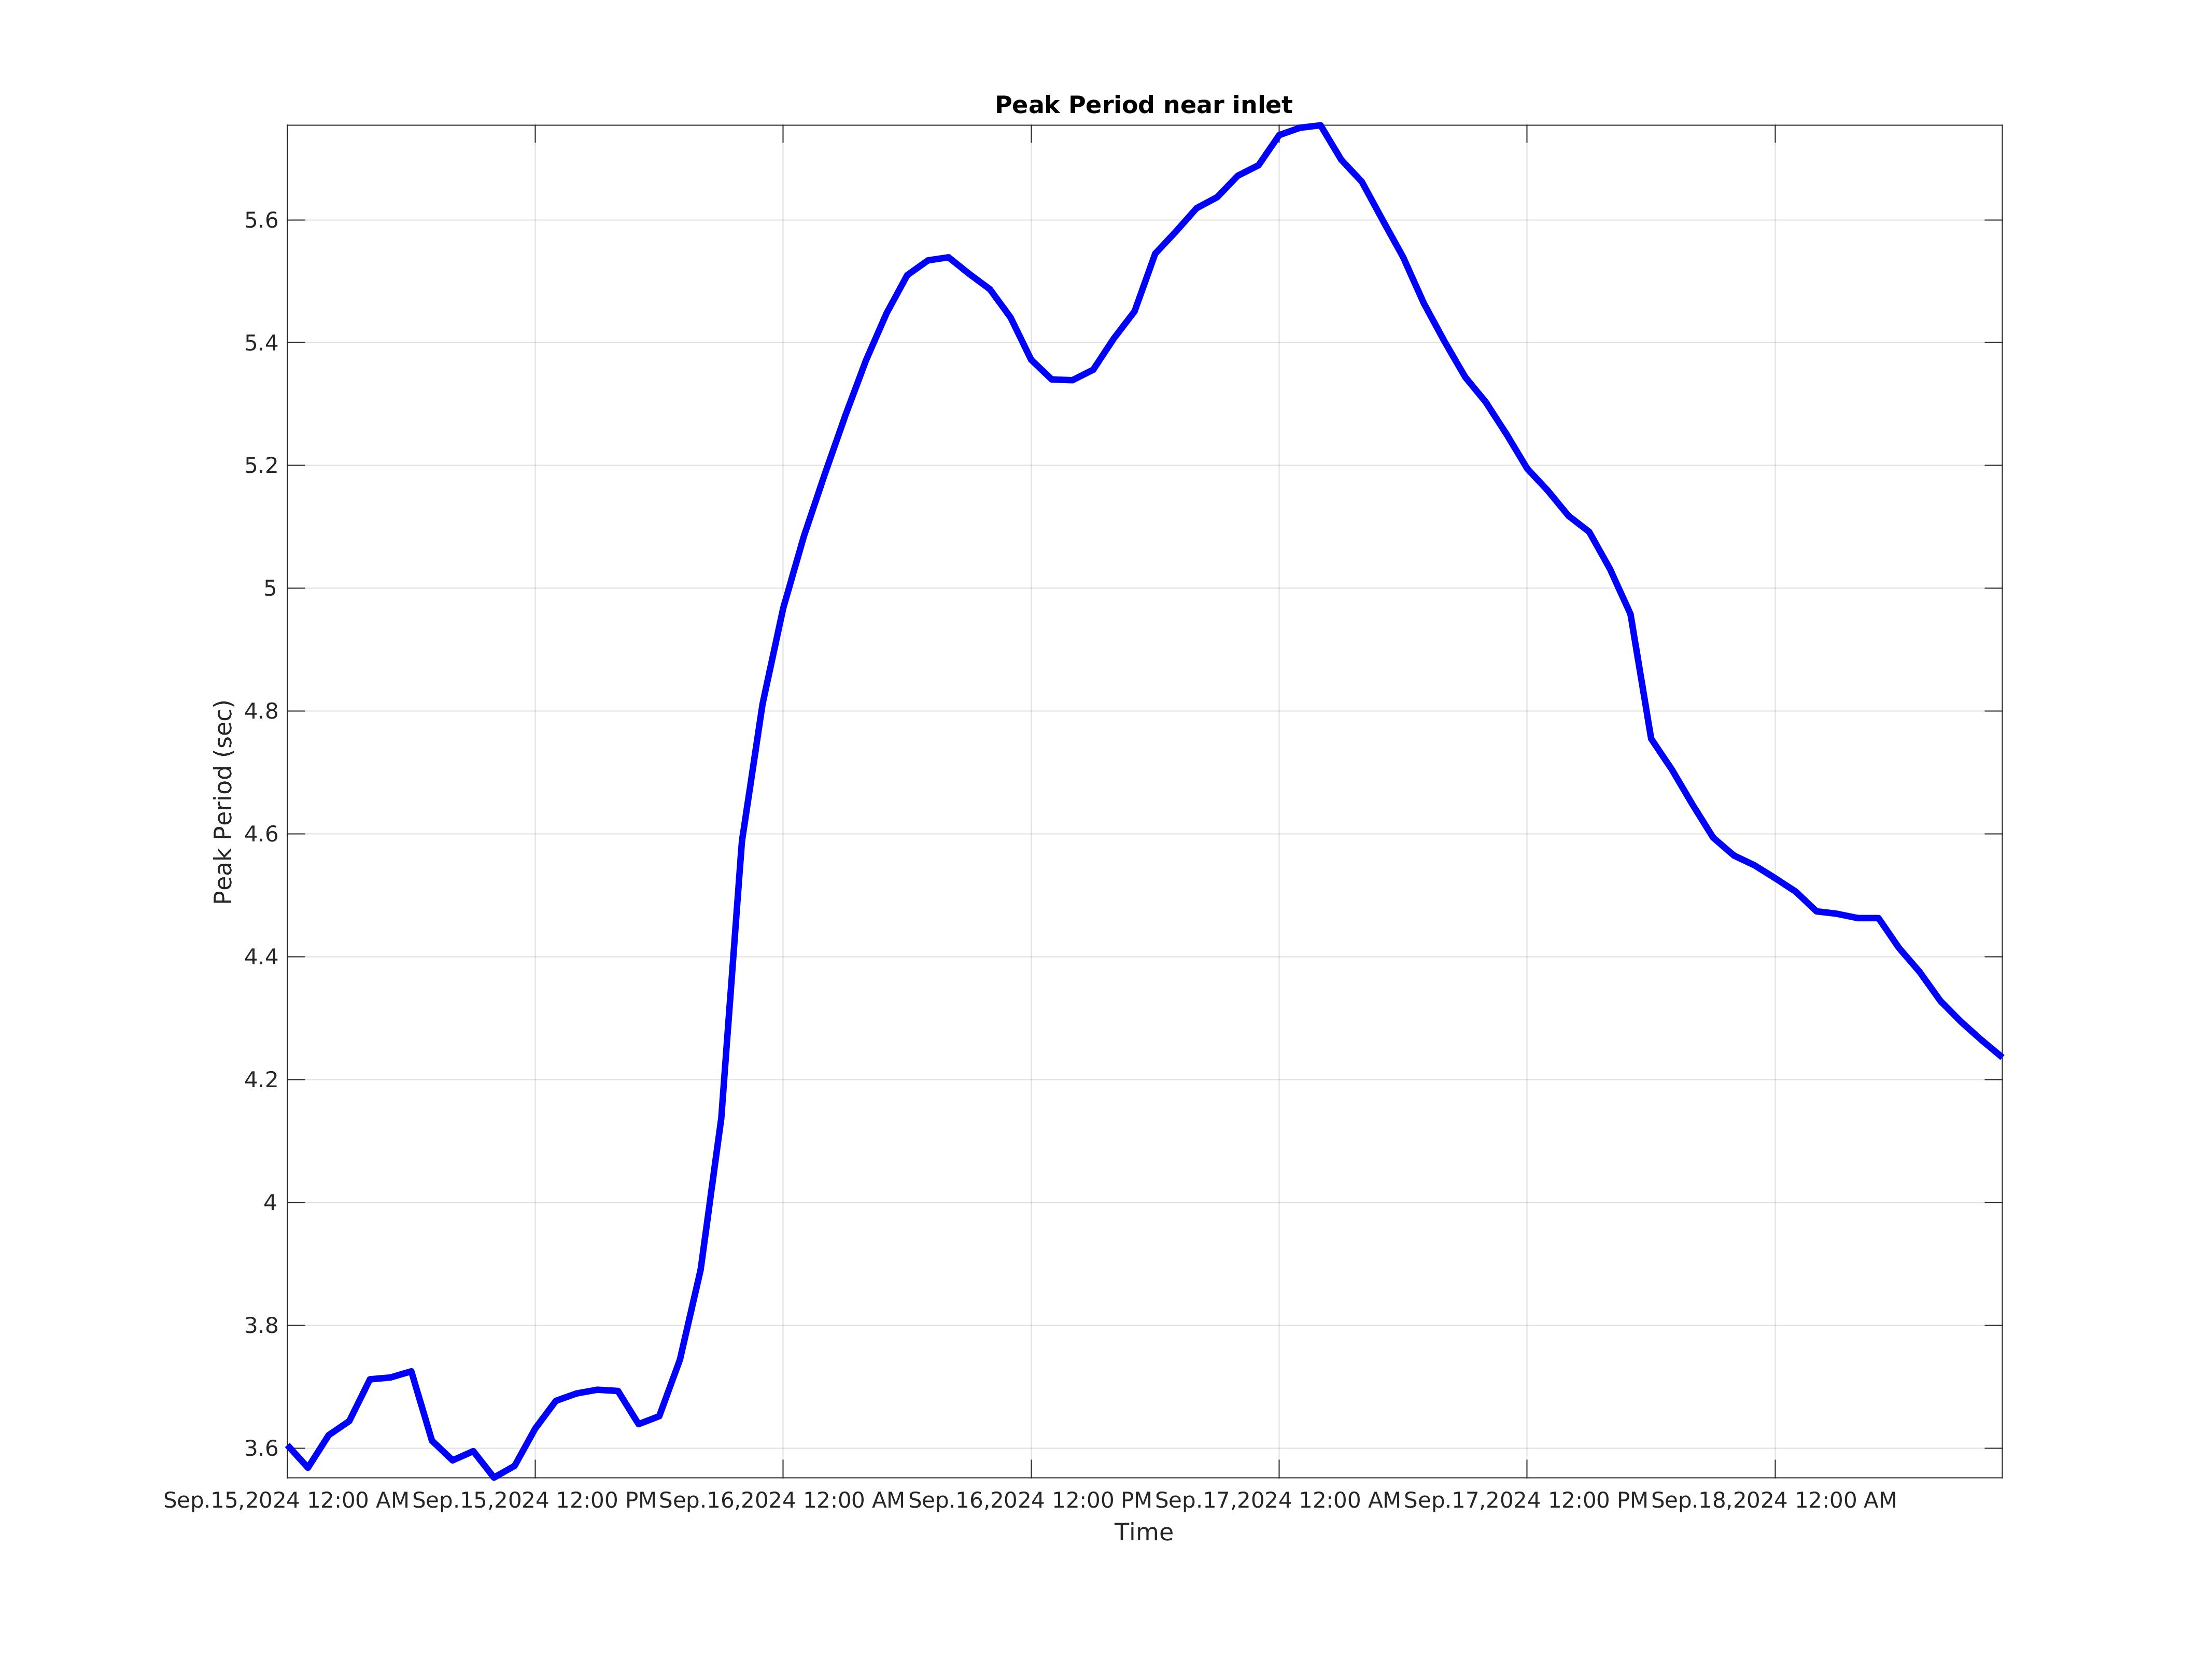 Peak Period near inlet
Peak Period (sec)
5.6
5.4
5.2
5
4.8
4.6
4.4
4.2
4
3.8
3.6
Sep.15,2024 12:00 AM Sep.15,2024 12:00 PM Sep.16,2024 12:00 AM Sep.16,2024 12:00 PM Sep.17,2024 12:00 AM Sep.17,2024 12:00 PM Sep.18,2024 12:00 AM
Time